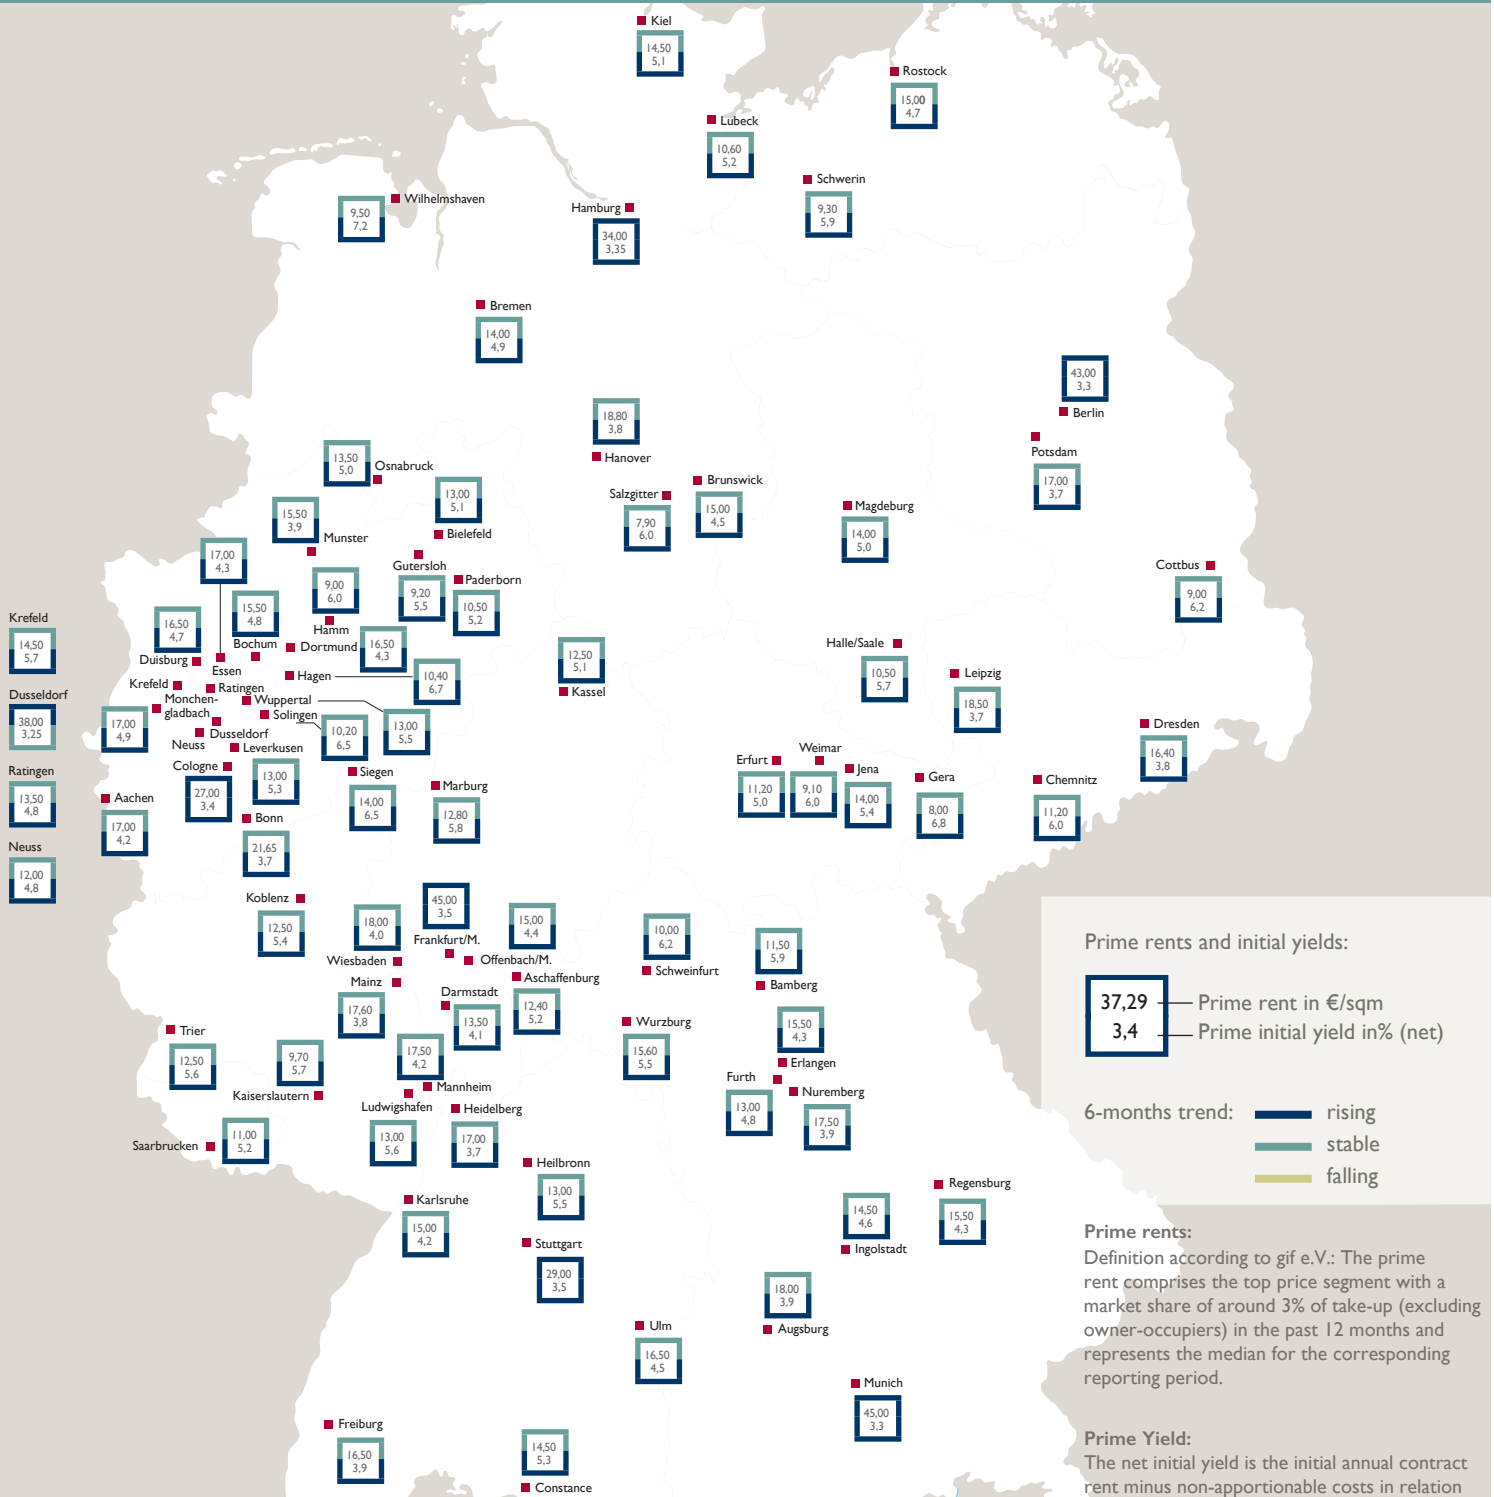 Kiel
14,50
5,1
Rostock
15,00
4,7
Lubeck
10,60
5,2
Schwerin
9,30
5,9
Wilhelmshaven
9,50
7,2
Hamburg
34,00
3,35
Bremen
14,00
4,9
43,00
3,3
Berlin
18,80
3,8
Hanover
Potsdam
17,00
3,7
13,50
5,0
Osnabruck
13,00
5,1
Bielefeld
Salzgitter
7,90
6,0
Brunswick
15,00
4,5
Magdeburg
14,00
5,0
15,50
3,9
Munster
17,00
4,3
Gutersloh
9,20
5,5
Paderborn
10,50
5,2
Cottbus
9,00
6,2
9,00
6,0
Hamm
15,50
4,8
Bochum
16,50
4,7
Duisburg
Essen
Dortmund
16,50
4,3
Krefeld
14,50
5,7
Hagen
10,40
6,7
12,50
5,1
Kassel
Halle/Saale
10,50
5,7
Leipzig
18,50
3,7
Krefeld
Ratingen
Monchen-
gladbach
17,00
4,9
Wuppertal
13,00
5,5
Solingen
10,20
6,5
Dusseldorf
38,00
3,25
Dusseldorf
Neuss
Leverkusen
13,00
5,3
Dresden
16,40
3,8
Cologne
27,00
3,4
Ratingen
13,50
4,8
Siegen
14,00
6,5
Marburg
12,80
5,8
Erfurt
11,20
5,0
Weimar
9,10
6,0
Jena
14,00
5,4
Gera
8,00
6,8
Chemnitz
11,20
6,0
Aachen
17,00
4,2
Bonn
21,65
3,7
Neuss
12,00
4,8
Koblenz
12,50
5,4
18,00
4,0
Wiesbaden
45,00
3,5
Frankfurt/M.
15,00
4,4
Offenbach/M.
10,00
6,2
Schweinfurt
11,50
5,9
Bamberg
Mainz
17,60
3,8
Darmstadt
13,50
4,1
Aschaffenburg
12,40
5,2
Wurzburg
15,60
5,5
15,50
4,3
Erlangen
Trier
12,50
5,6
9,70
5,7
Kaiserslautern
17,50
4,2
Mannheim
Ludwigshafen
13,00
5,6
Heidelberg
17,00
3,7
Furth
13,00
4,8
Nuremberg
17,50
3,9
Saarbrucken
11,00
5,2
Heilbronn
13,00
5,5
Karlsruhe
15,00
4,2
Stuttgart
29,00
3,5
14,50
4,6
Ingolstadt
Regensburg
15,50
4,3
18,00
3,9
Augsburg
Ulm
16,50
4,5
Munich
45,00
3,3
Freiburg
16,50
3,9
14,50
5,3
Constance
Prime rents and initial yields:
37,29 Prime rent in €/sqm
3,4 Prime initial yield in% (net)
6-months trend: rising
stable
falling
Prime rents:
Definition according to gif e.V.: The prime
rent comprises the top price segment with a
market share of around 3% of take-up (excluding
owner-occupiers) in the past 12 months and
represents the median for the corresponding
reporting period.
Prime Yield:
The net initial yield is the initial annual contract
rent minus non-apportionable costs in relation